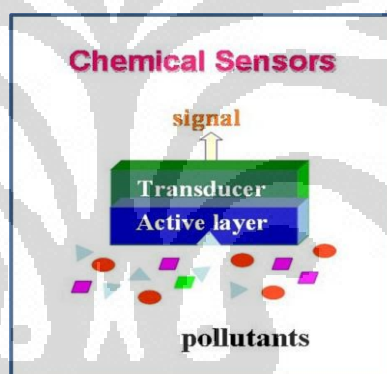 Chemical Sensors
signal
Transducer
Active layer
pollutants